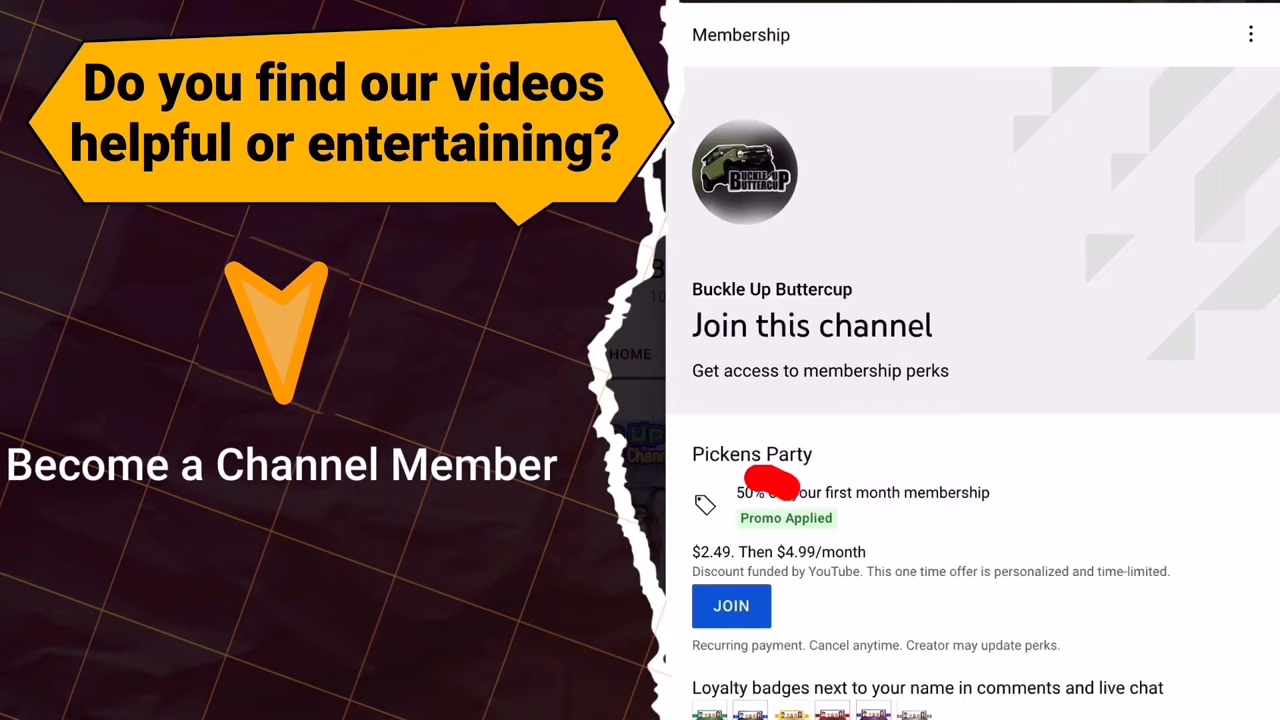 Do you find our videos
helpful or entertaining?
Become a Channel Member
HOME
Membership
BUCKLE UP
BUTTERCUP
Buckle Up Buttercup
Join this channel
Get access to membership perks
Pickens Party
50% our first month membership
Promo Applied
$2.49. Then $4.99/month
Discount funded by YouTube. This one time offer is personalized and time-limited.
JOIN
Recurring payment. Cancel anytime. Creator may update perks.
Loyalty badges next to your name in comments and live chat